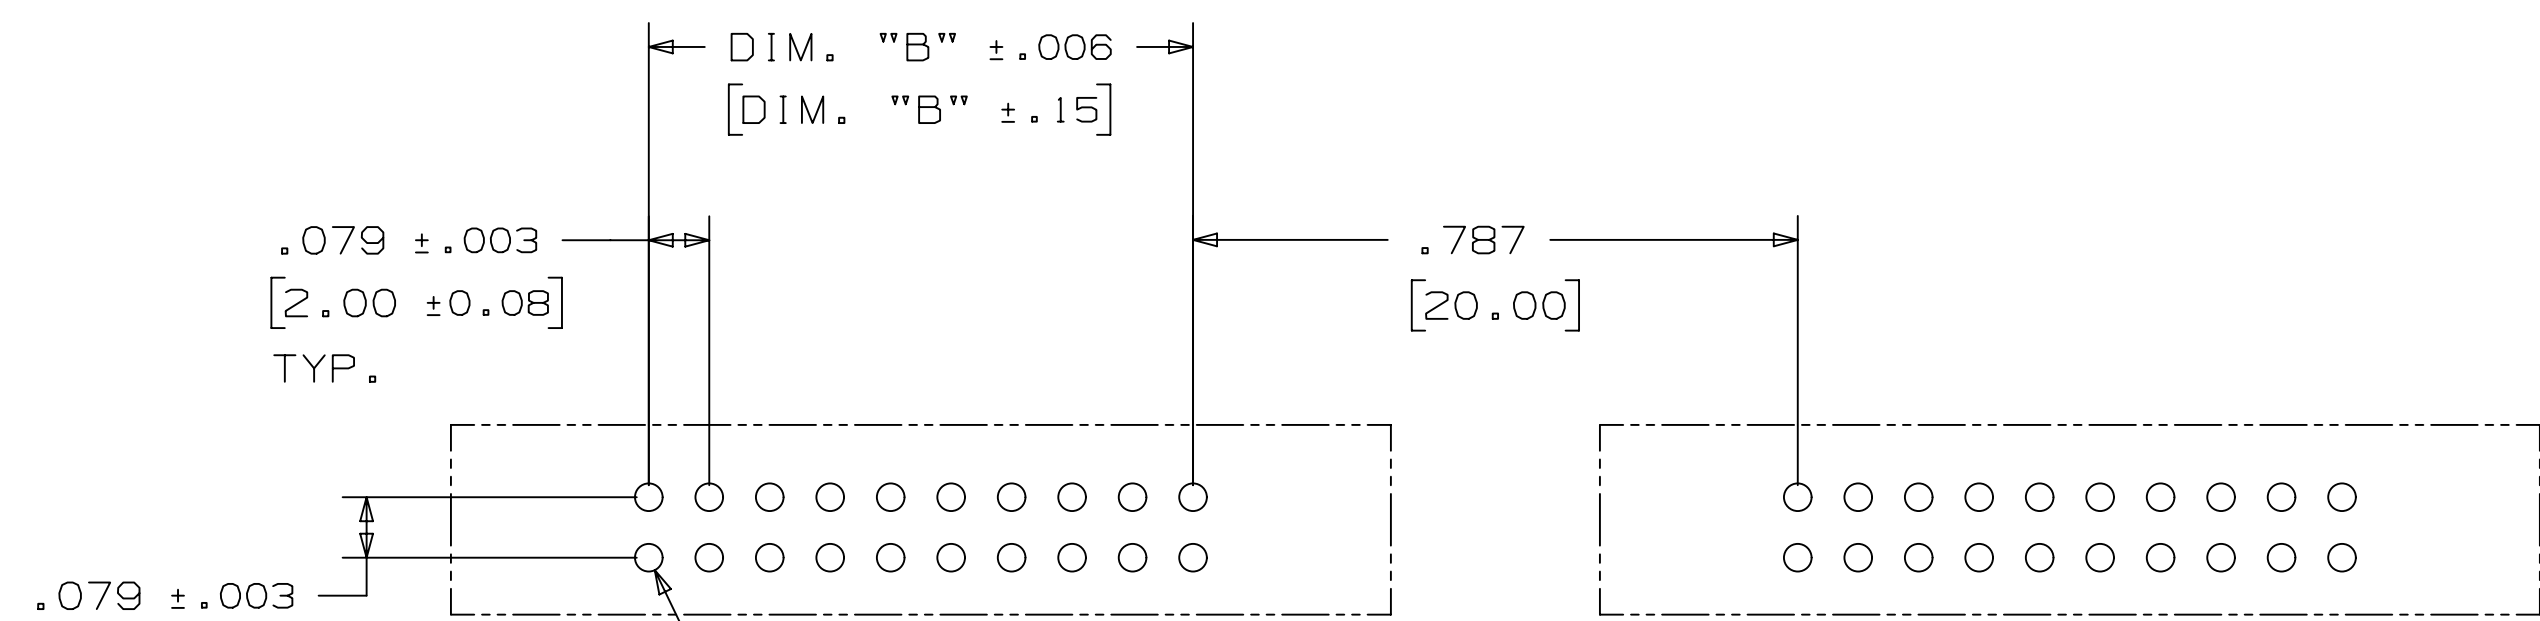 DIM. "B" ±.006
[DIM. "B" ±.15]
.079 ±.003
[2.00 ±0.08]
TYP.
.787
[20.00]
.079 ±.003